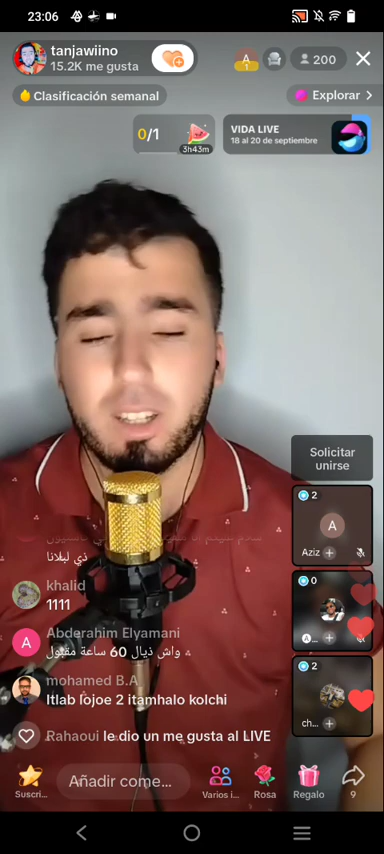 23:06
tanjawiino
15.2K me gusta
A
1
200
Clasificación semanal
Explorar
0/1
3h43m
VIDA LIVE
18 al 20 de septiembre
Solicitar
unirse
2
A
Aziz
0
2
ch...
ذي لبلانا
khalid
1111
A
Abderahim Elyamani
واش ذيال 60 ساعة مقبول
mohamed B.A
Itlab lojoe 2 itamhalo kolchi
Rahaoui le dio un me gusta al LIVE
Suscri...
Añadir come...
Varios i...
Rosa
Regalo
9